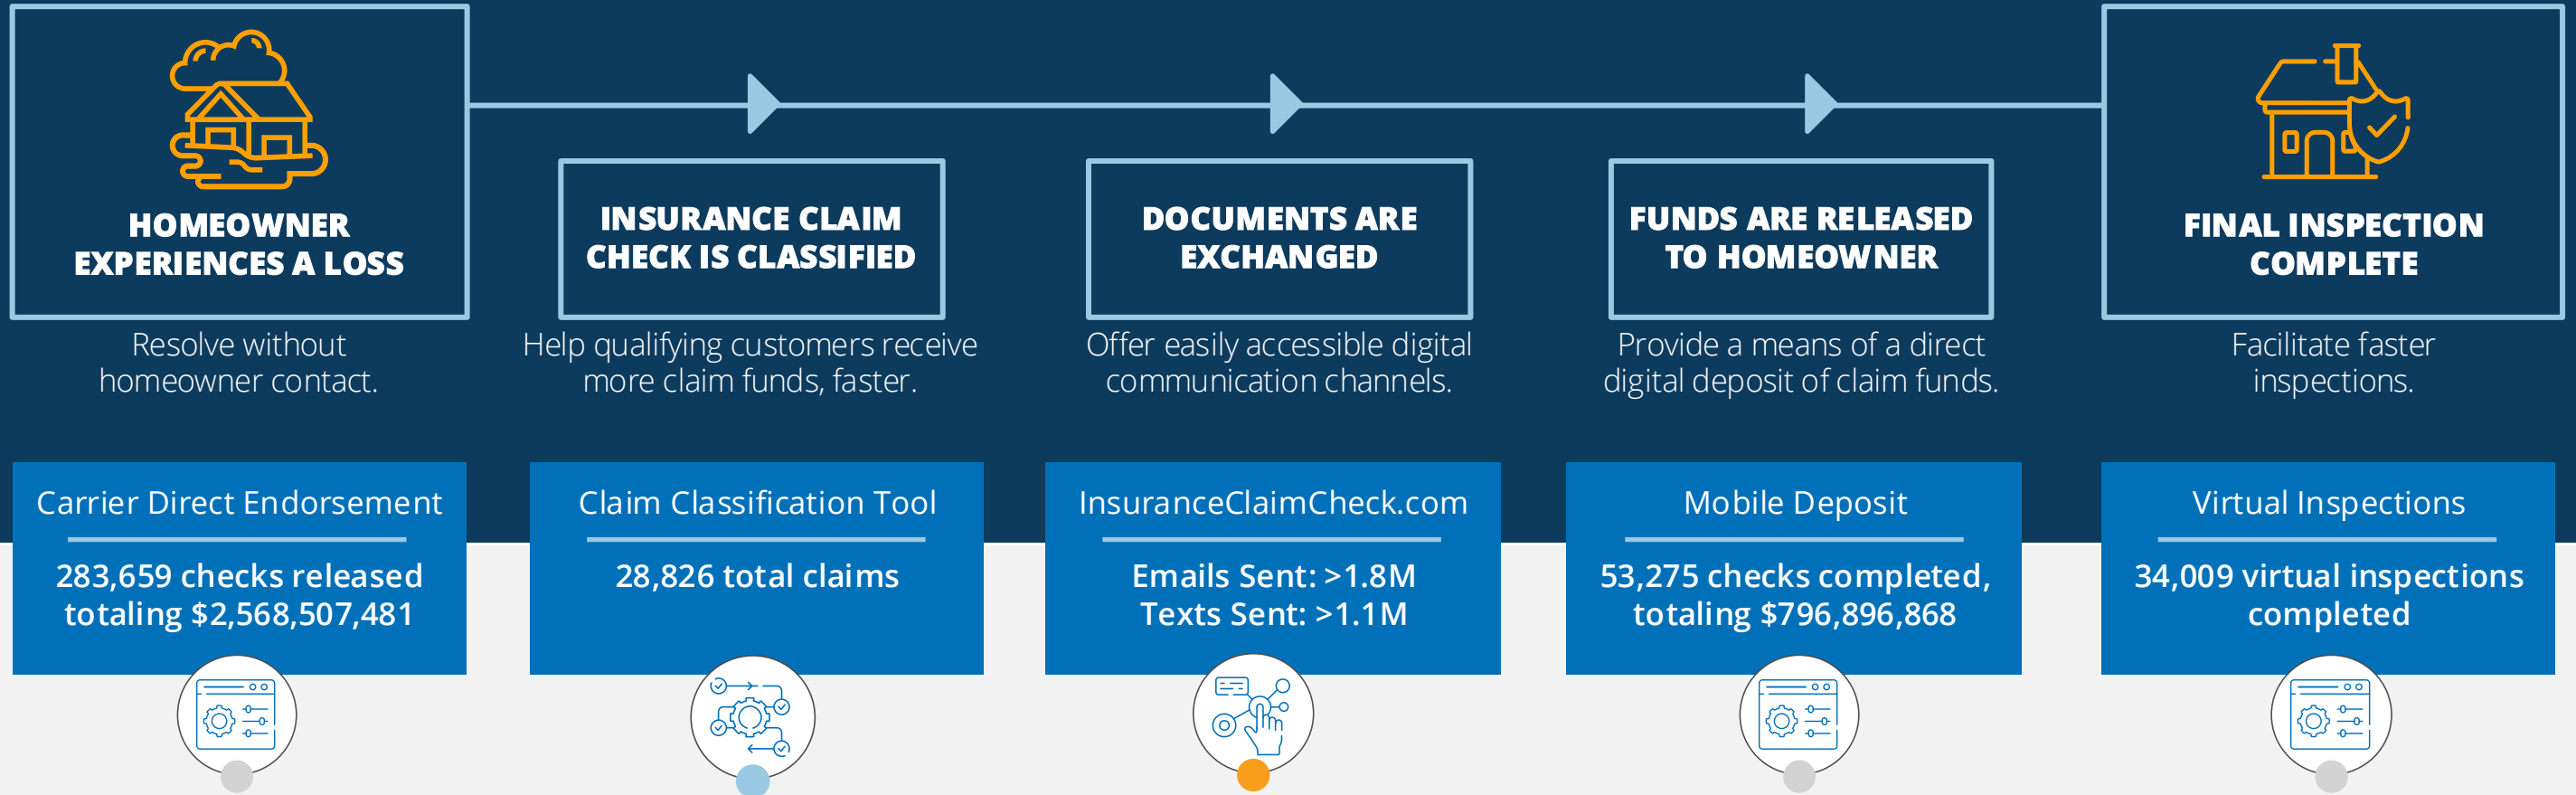 HOMEOWNER
EXPERIENCES A LOSS
Resolve without
homeowner contact.
INSURANCE CLAIM
CHECK IS CLASSIFIED
Help qualifying customers receive
more claim funds, faster.
DOCUMENTS ARE
EXCHANGED
Offer easily accessible digital
communication channels.
FUNDS ARE RELEASED
TO HOMEOWNER
Provide a means of a direct
digital deposit of claim funds.
FINAL INSPECTION
COMPLETE
Facilitate faster
inspections.
Carrier Direct Endorsement
283,659 checks released
totaling $2,568,507,481
Claim Classification Tool
28,826 total claims
InsuranceClaimCheck.com
Emails Sent: >1.8M
Texts Sent: >1.1M
Mobile Deposit
53,275 checks completed,
totaling $796,896,868
Virtual Inspections
34,009 virtual inspections
completed